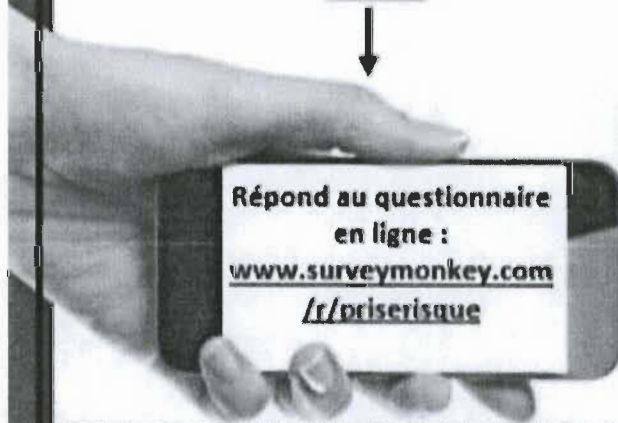 Répond au questionnaire
en ligne :
www.surveymonkey.com
/r/priserisque